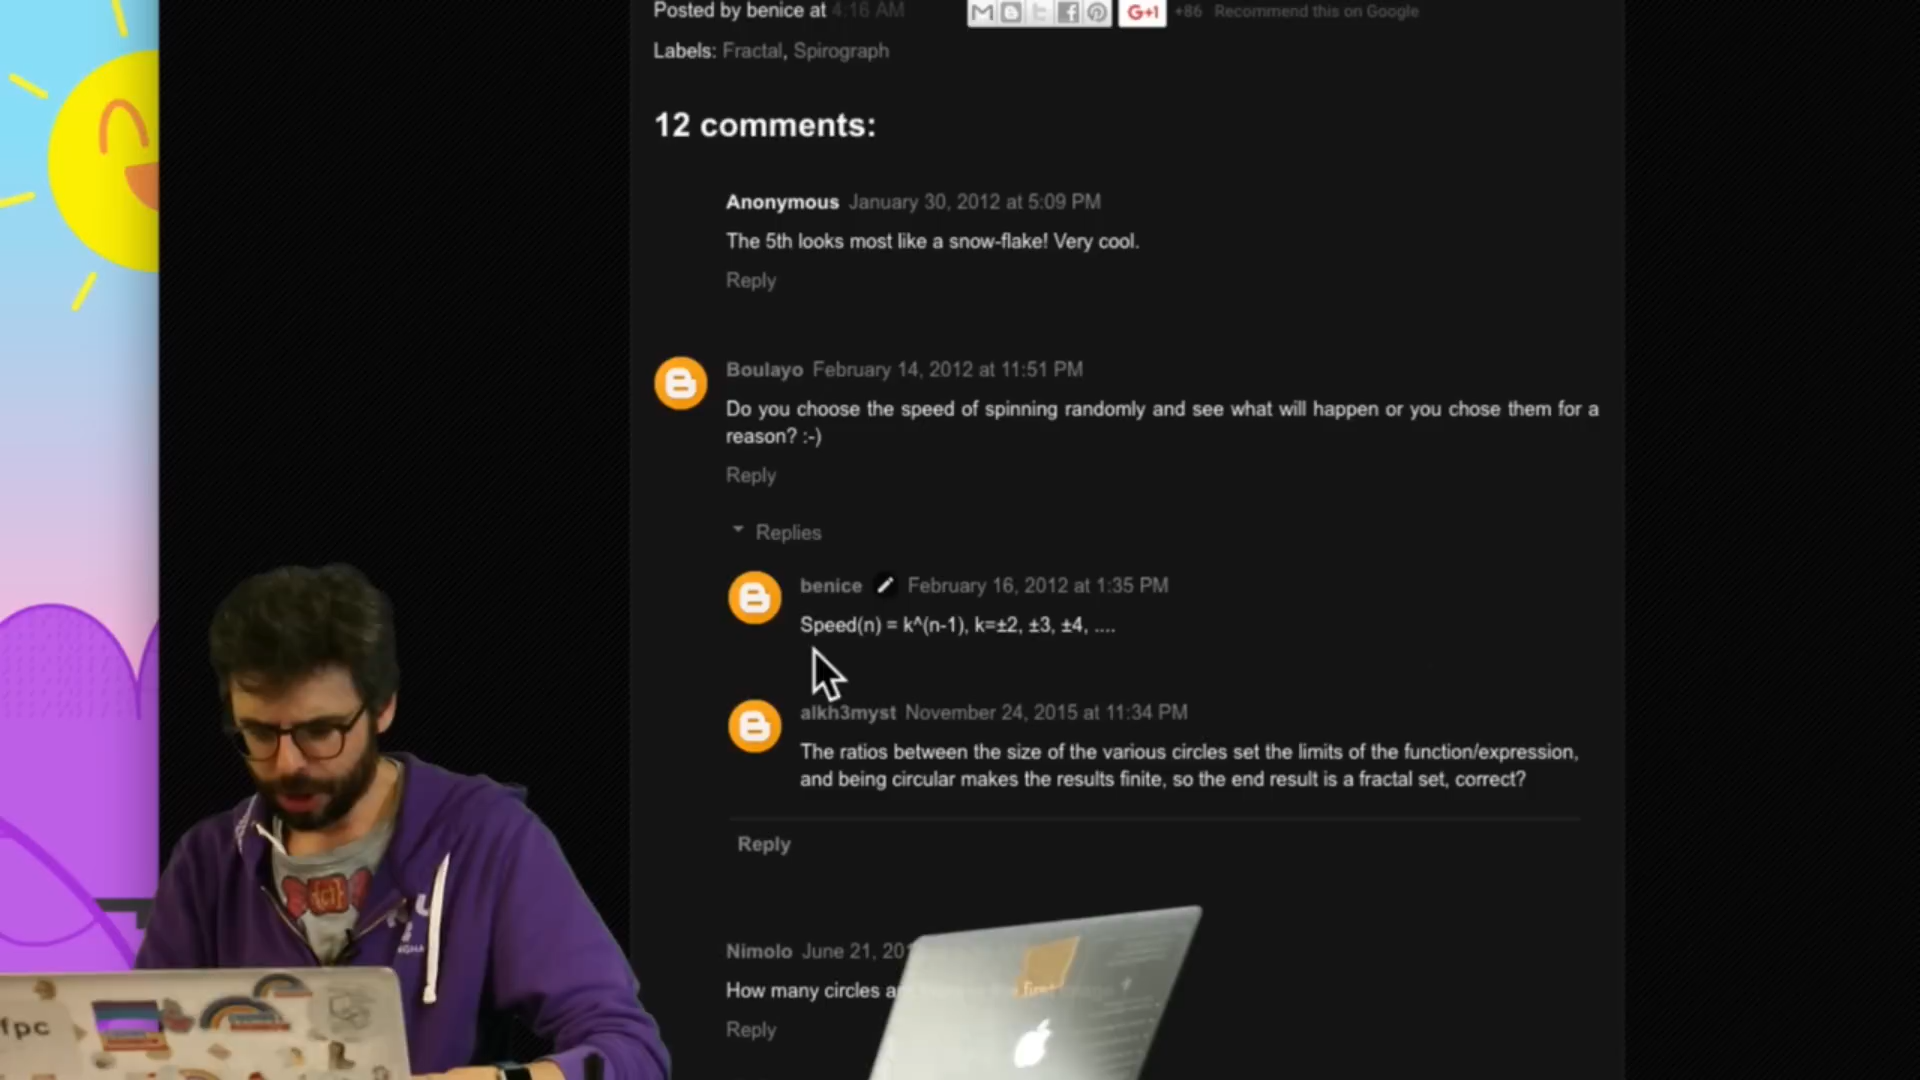 Posted by benice at 4:16 AM
G+1 +86 Recommend this on Google
Labels: Fractal, Spirograph
12 comments:
Anonymous January 30, 2012 at 5:09 PM
The 5th looks most like a snow-flake! Very cool.
Reply
Boulayo February 14, 2012 at 11:51 PM
Do you choose the speed of spinning randomly and see what will happen or you chose them for a
reason? :-)
Reply
Replies
benice February 16, 2012 at 1:35 PM
Speed(n) = k^(n-1), k=±2, ±3, ±4, ....
alkh3myst November 24, 2015 at 11:34 PM
The ratios between the size of the various circles set the limits of the function/expression,
and being circular makes the results finite, so the end result is a fractal set, correct?
Reply
Nimolo June 21, 20
How many circles a
Reply
fpc